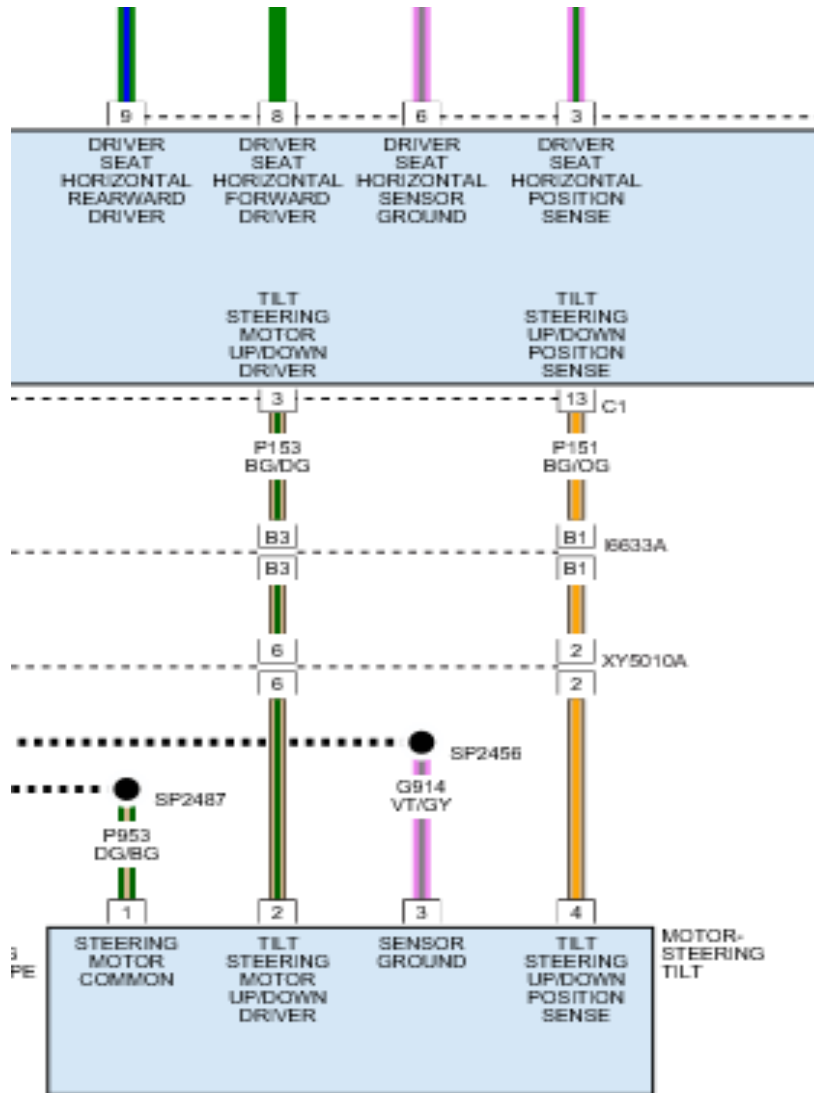 9
8
6
3
DRIVER
SEAT
HORIZONTAL
REARWARD
DRIVER
DRIVER
SEAT
HORIZONTAL
FORWARD
DRIVER
DRIVER
SEAT
HORIZONTAL
SENSOR
GROUND
DRIVER
SEAT
HORIZONTAL
POSITION
SENSE
TILT
STEERING
MOTOR
UP/DOWN
DRIVER
TILT
STEERING
UP/DOWN
POSITION
SENSE
3
13
C1
P153
BG/DG
P151
BG/OG
B3
B1
I6633A
B3
B1
6
2
XY5010A
6
2
SP2456
SP2487
G914
VT/GY
P953
DG/BG
1
2
3
4
STEERING
MOTOR
COMMON
TILT
STEERING
MOTOR
UP/DOWN
DRIVER
SENSOR
GROUND
TILT
STEERING
UP/DOWN
POSITION
SENSE
MOTOR-
STEERING
TILT
PE